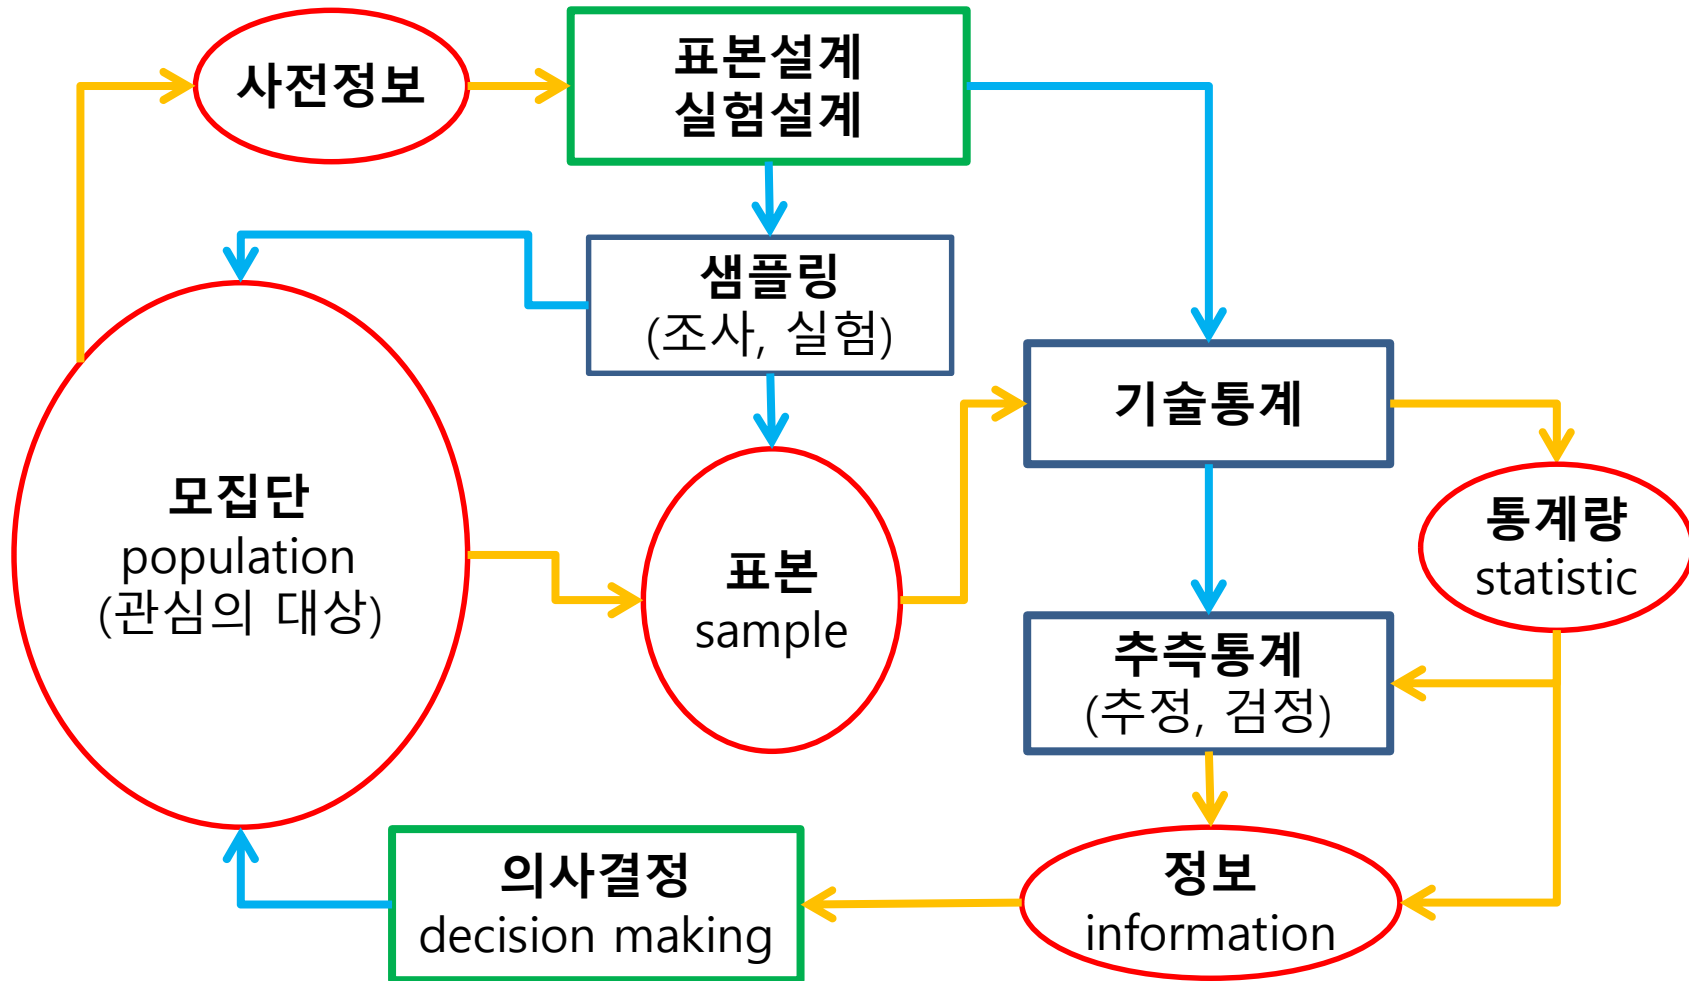 사전정보
표본설계
실험설계
샘플링
(조사, 실험)
기술통계
모집단
population
(관심의 대상)
표본
sample
통계량
statistic
추측통계
(추정, 검정)
의사결정
decision making
정보
information